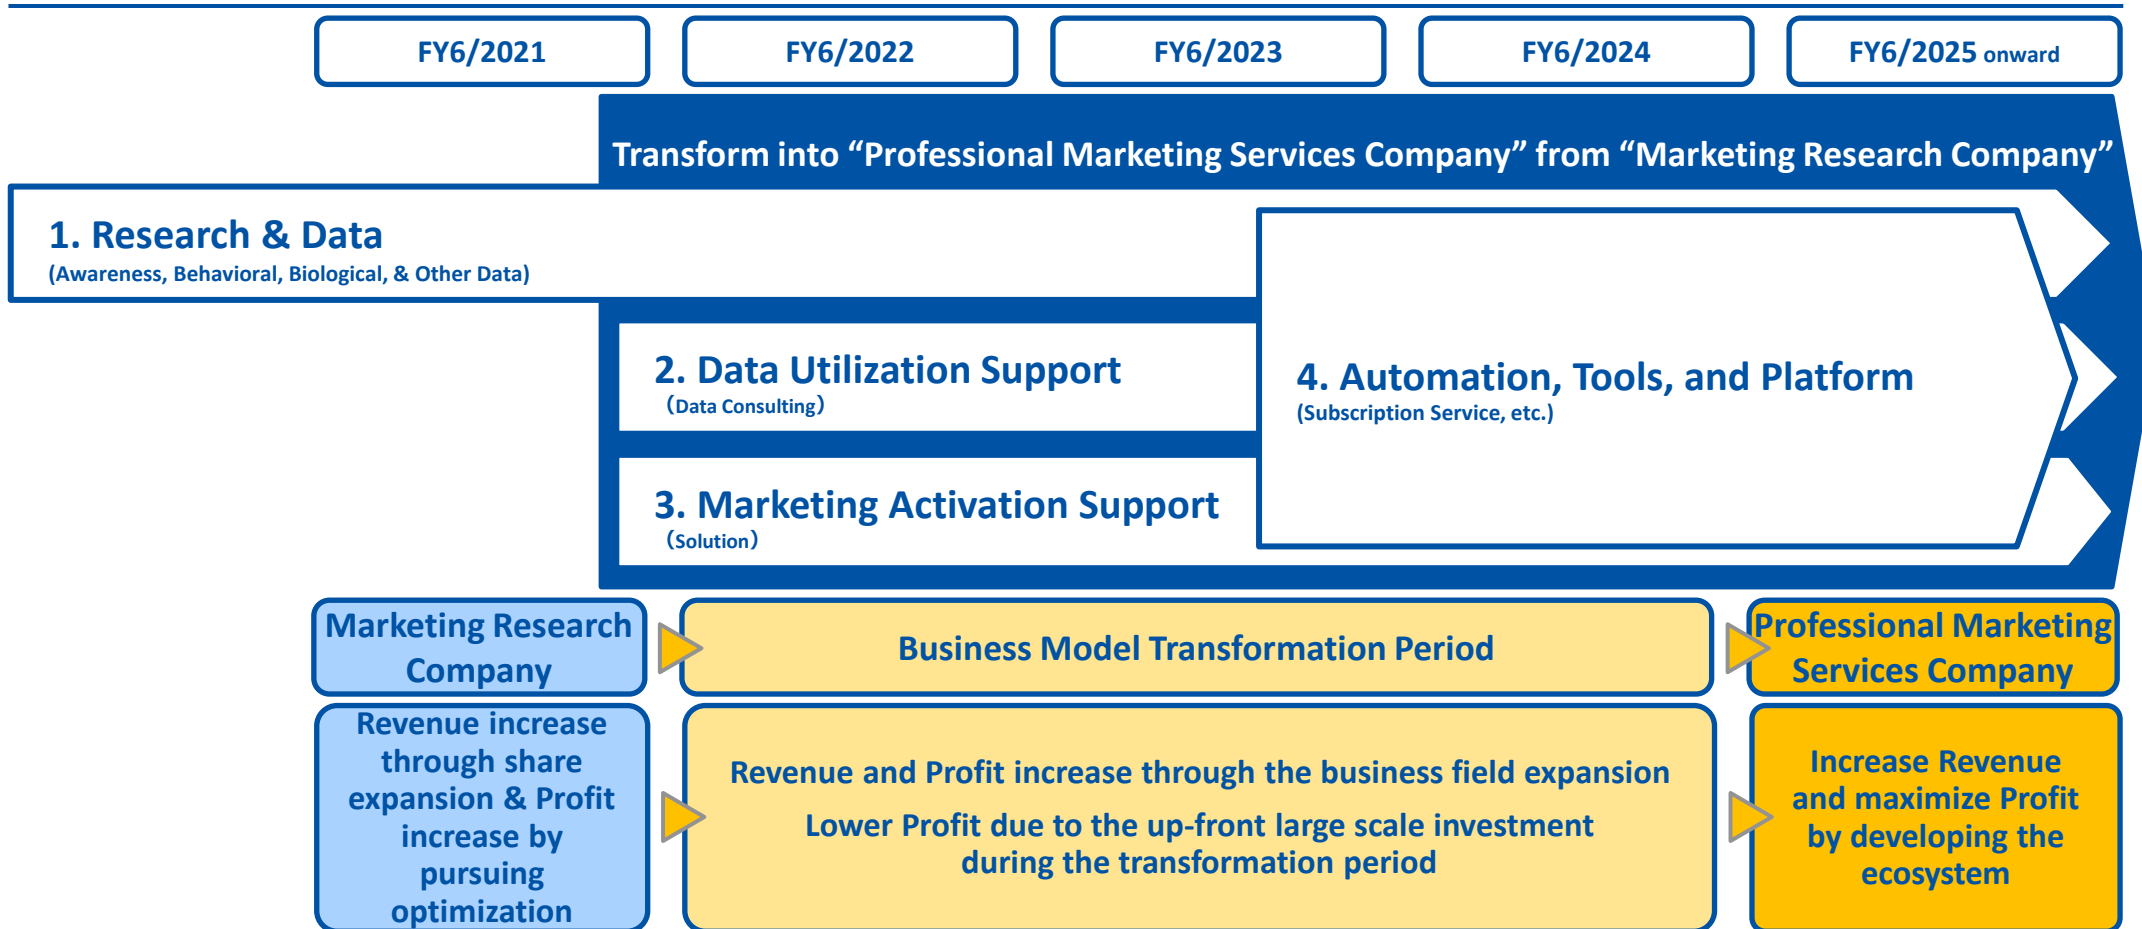 FY6/2021
FY6/2022
FY6/2023
FY6/2024
FY6/2025 onward
Transform into “Professional Marketing Services Company” from “Marketing Research Company”
1. Research & Data
(Awareness, Behavioral, Biological, & Other Data)
2. Data Utilization Support
（Data Consulting）
3. Marketing Activation Support
（Solution）
4. Automation, Tools, and Platform
(Subscription Service, etc.)
Marketing Research
Company
Business Model Transformation Period
Professional Marketing
Services Company
Revenue increase
through share
expansion & Profit
increase by
pursuing
optimization
Revenue and Profit increase through the business field expansion
Lower Profit due to the up-front large scale investment
during the transformation period
Increase Revenue
and maximize Profit
by developing the
ecosystem